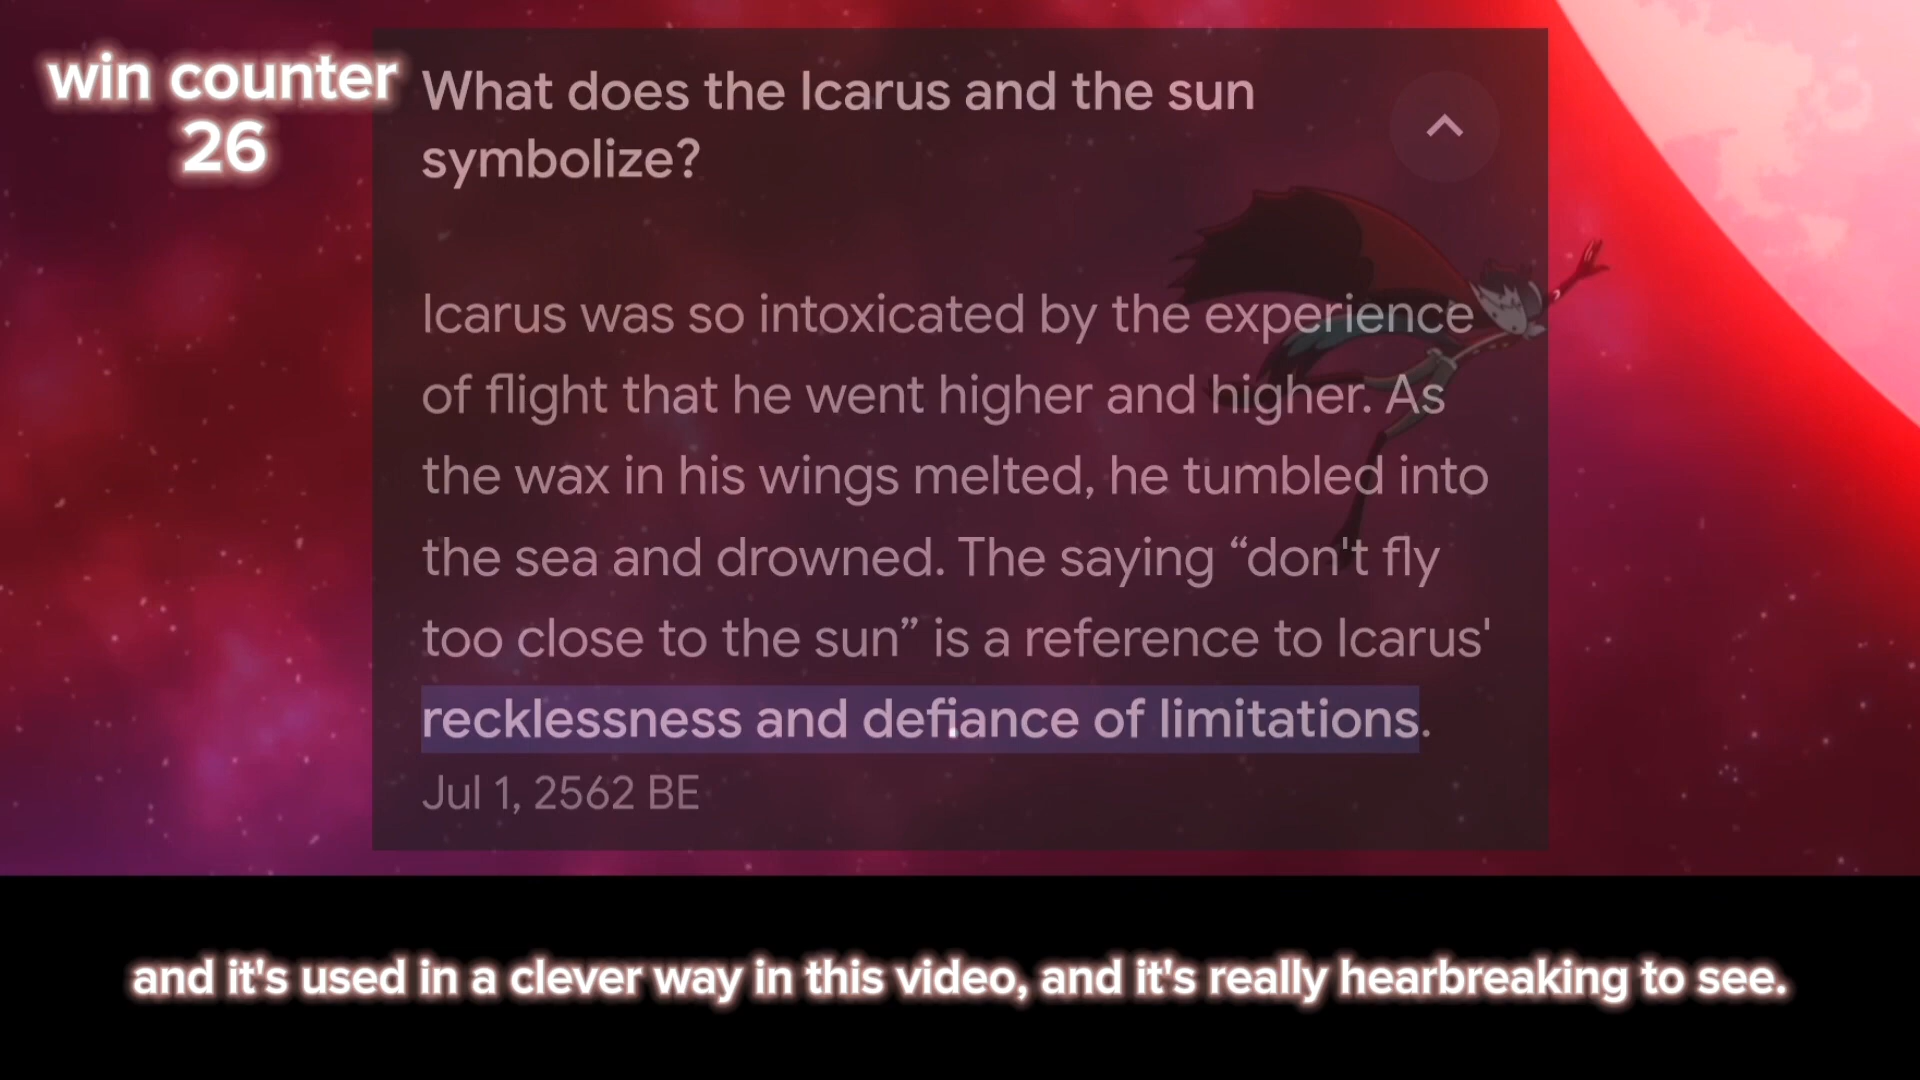 win counter
26
What does the Icarus and the sun
symbolize?
Icarus was so intoxicated by the experience
of flight that he went higher and higher. As
the wax in his wings melted, he tumbled into
the sea and drowned. The saying “don't fly
too close to the sun” is a reference to Icarus'
recklessness and defiance of limitations.
Jul 1, 2562 BE
and it's used in a clever way in this video, and it's really hearbreaking to see.